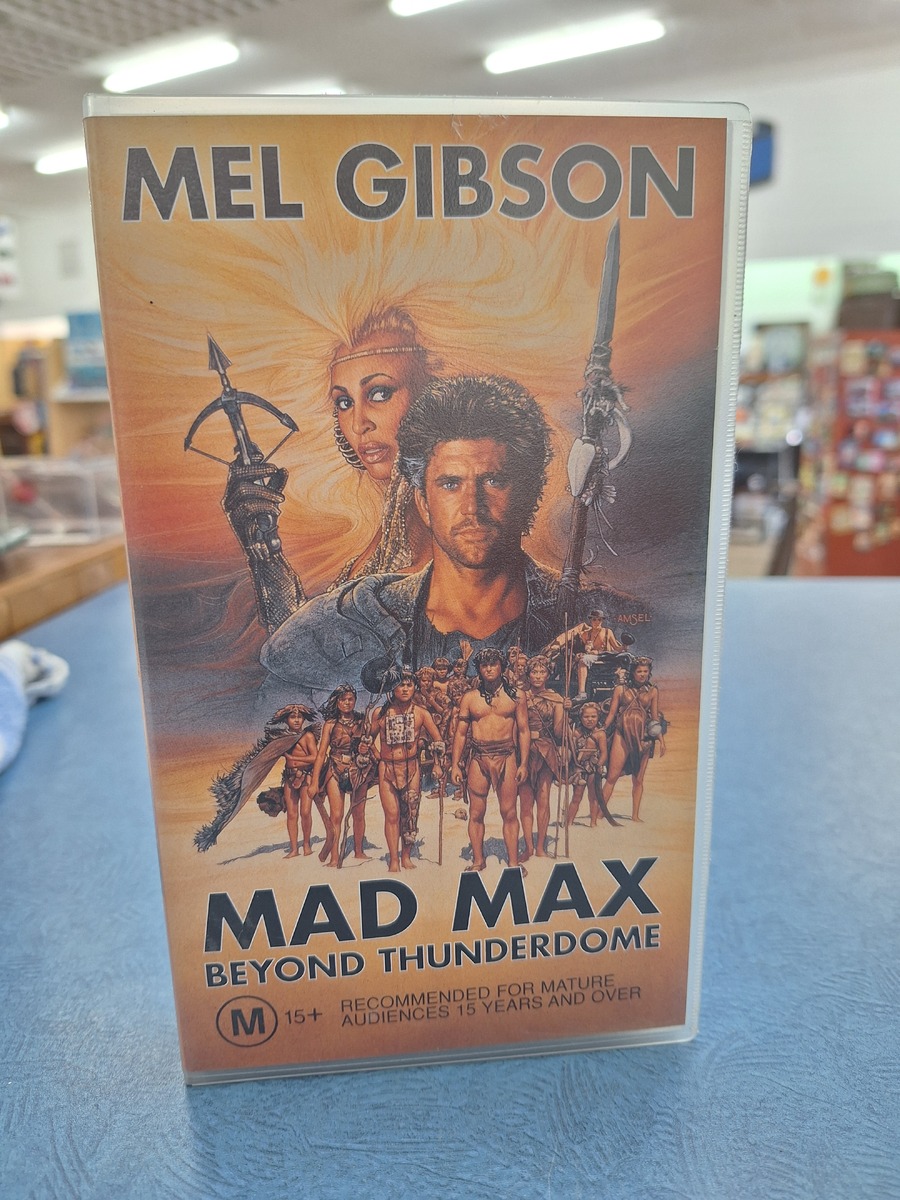 MEL GIBSON
AMSEL
MAD MAX
BEYOND THUNDERDOME
M 15+ RECOMMENDED FOR MATURE
AUDIENCES 15 YEARS AND OVER